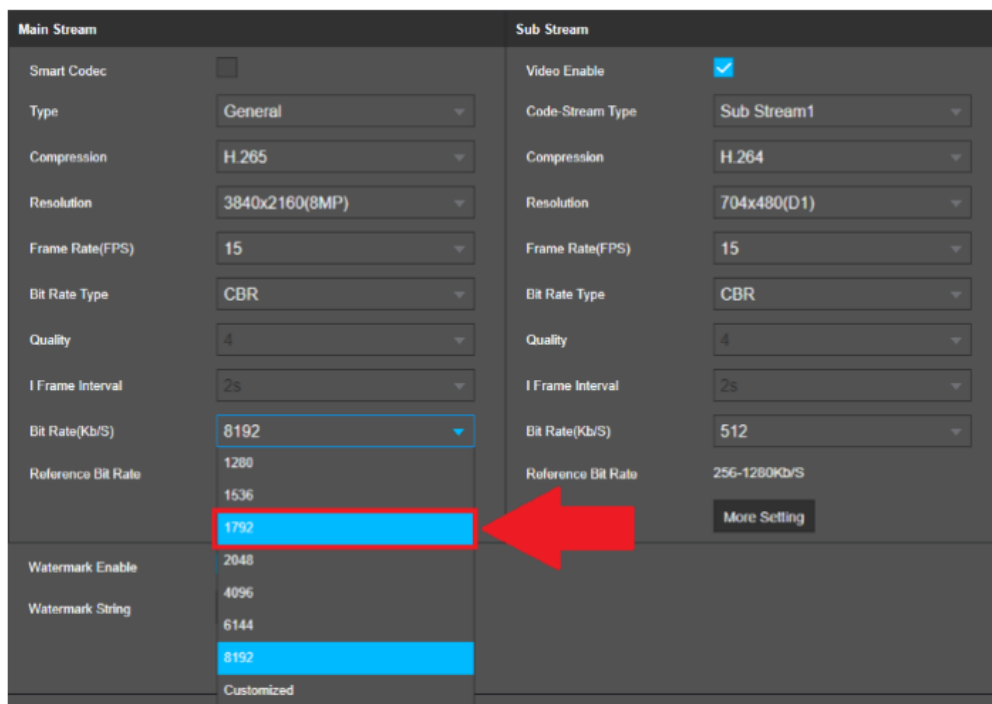 Main Stream
Smart Codec
Type General
Compression H.265
Resolution 3840x2160(8MP)
Frame Rate(FPS) 15
Bit Rate Type CBR
Quality 4
I Frame Interval 2s
Bit Rate(Kb/S) 8192
Reference Bit Rate
1280
1536
1792
2048
4096
6144
8192
Customized
Watermark Enable
Watermark String
Sub Stream
Video Enable
Code-Stream Type Sub Stream1
Compression H.264
Resolution 704x480(D1)
Frame Rate(FPS) 15
Bit Rate Type CBR
Quality 4
I Frame Interval 2s
Bit Rate(Kb/S) 512
Reference Bit Rate 256-1280Kb/S
More Setting